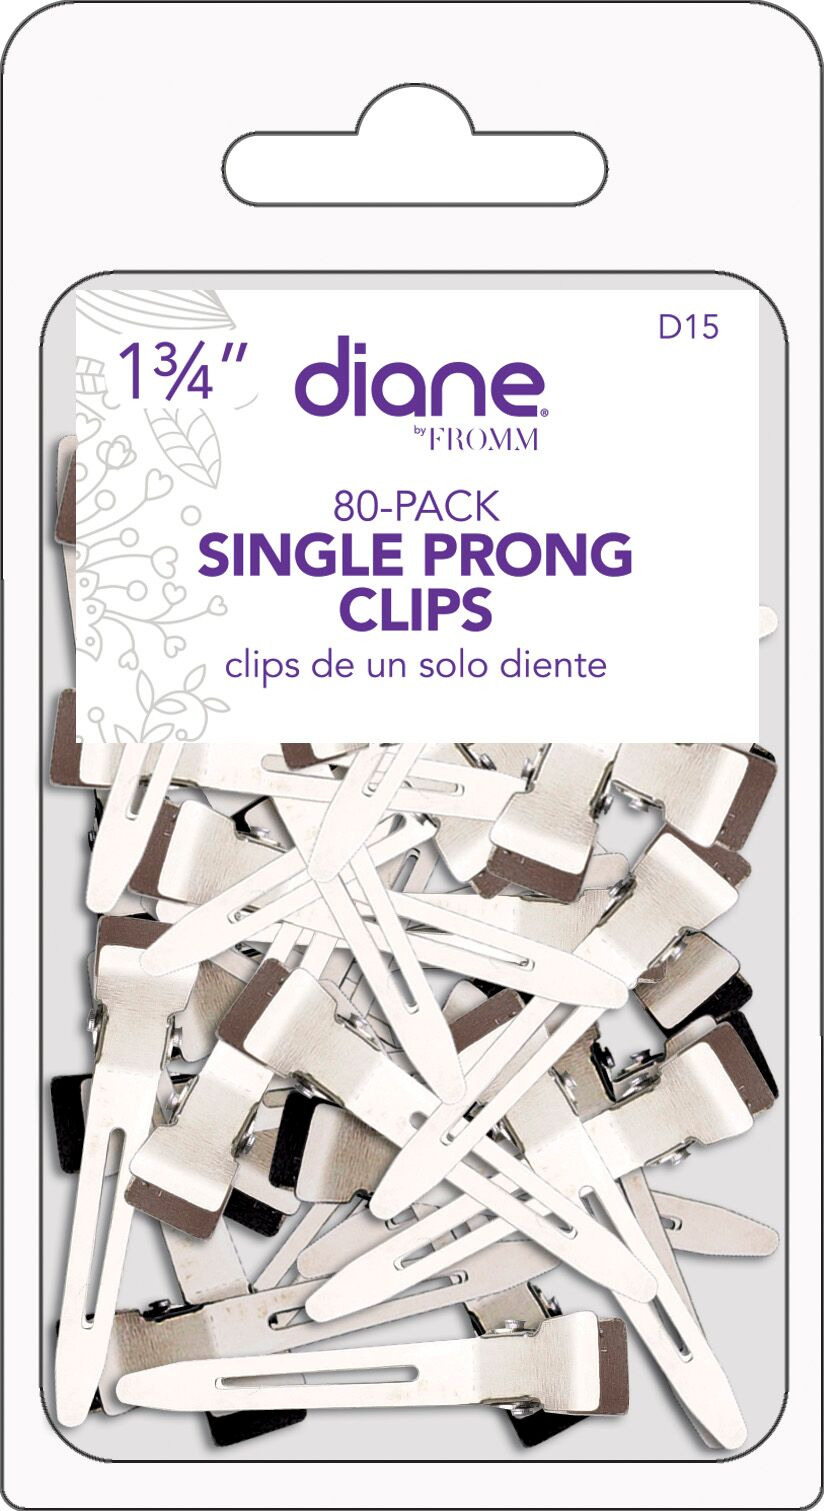 1¾"
D15
diane®
by FROMM
80-PACK
SINGLE PRONG
CLIPS
clips de un solo diente